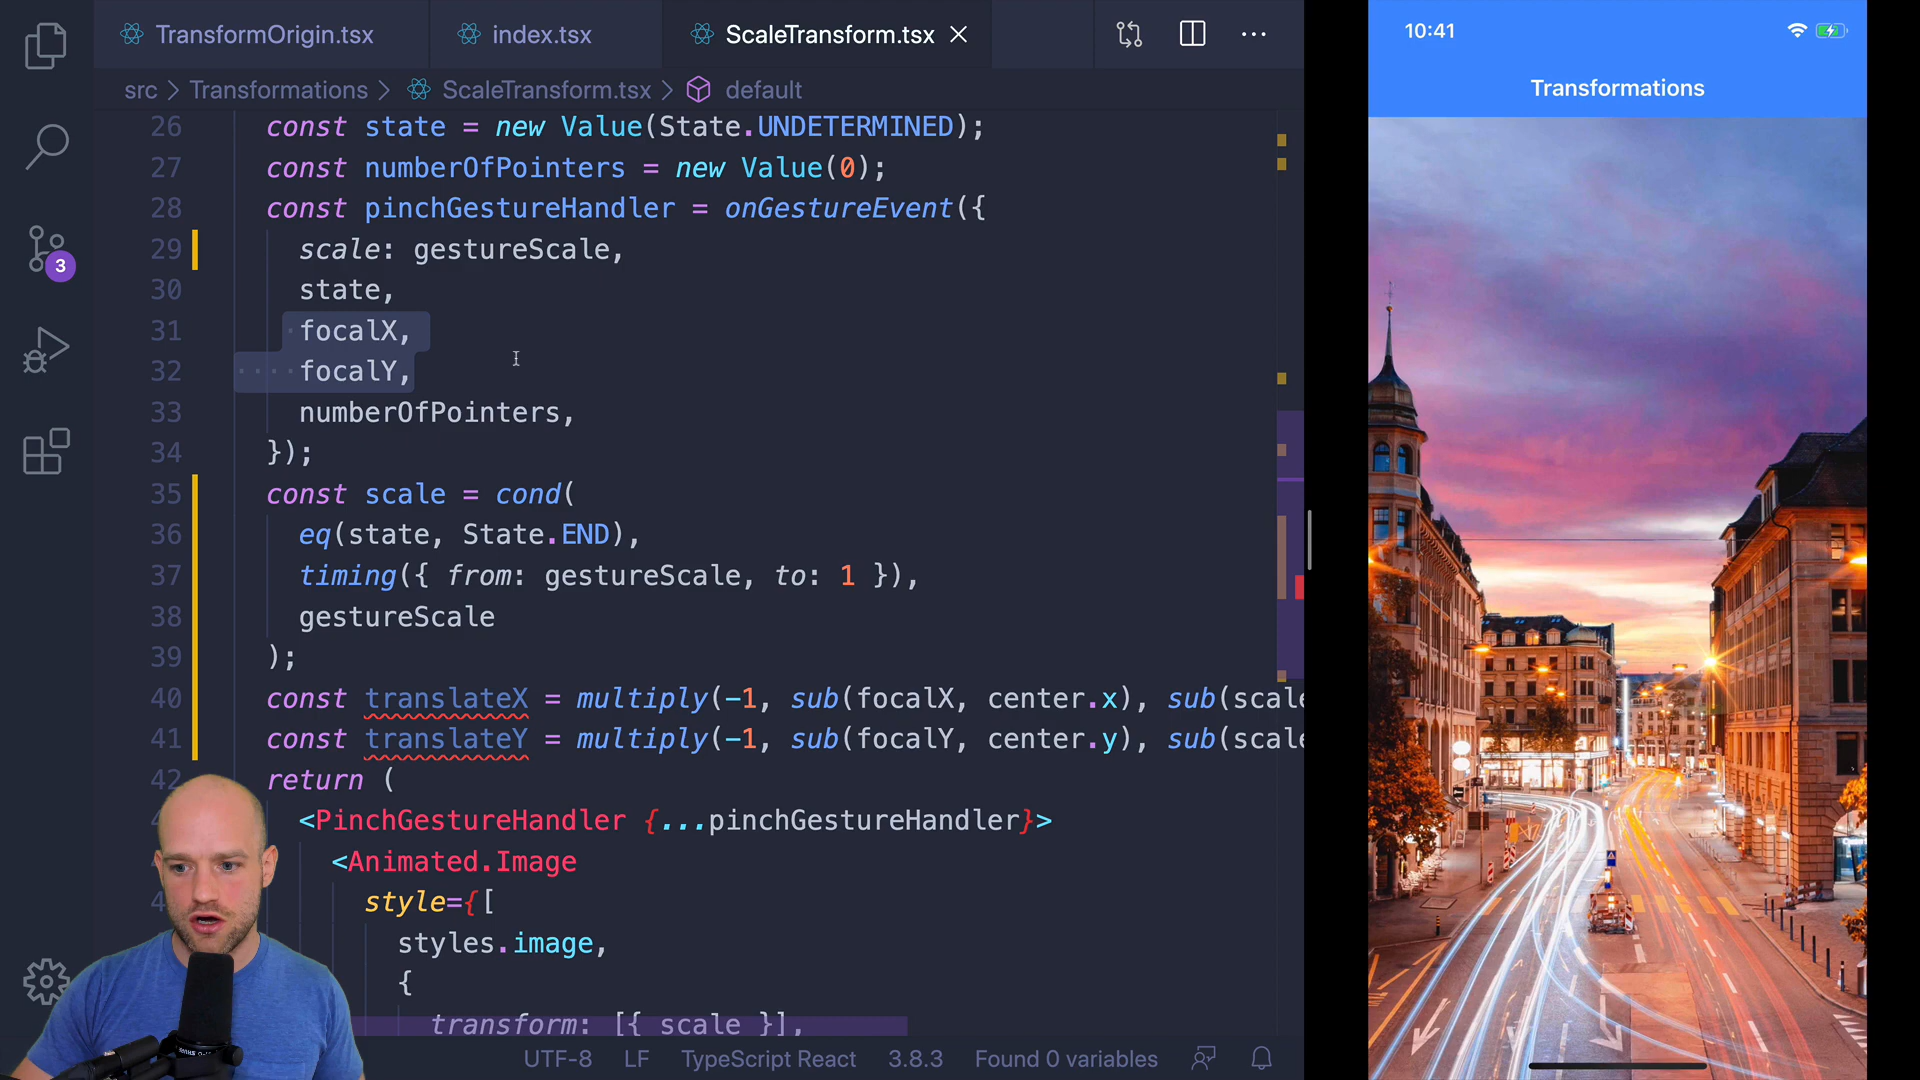 TransformOrigin.tsx
index.tsx
ScaleTransform.tsx
10:41
Transformations
src > Transformations > ScaleTransform.tsx > default
26 const state = new Value(State.UNDETERMINED);
27 const numberOfPointers = new Value(0);
28 const pinchGestureHandler = onGestureEvent({
29 scale: gestureScale,
30 state,
31 focalX,
32 focalY,
33 numberOfPointers,
34 });
35 const scale = cond(
36 eq(state, State.END),
37 timing({ from: gestureScale, to: 1 }),
38 gestureScale
39 );
40 const translateX = multiply(-1, sub(focalX, center.x), sub(scale
41 const translateY = multiply(-1, sub(focalY, center.y), sub(scale
42 return (
<PinchGestureHandler {...pinchGestureHandler}>
<Animated.Image
style={[
styles.image,
{
transform: [{ scale }],
3
UTF-8 LF TypeScript React 3.8.3 Found 0 variables